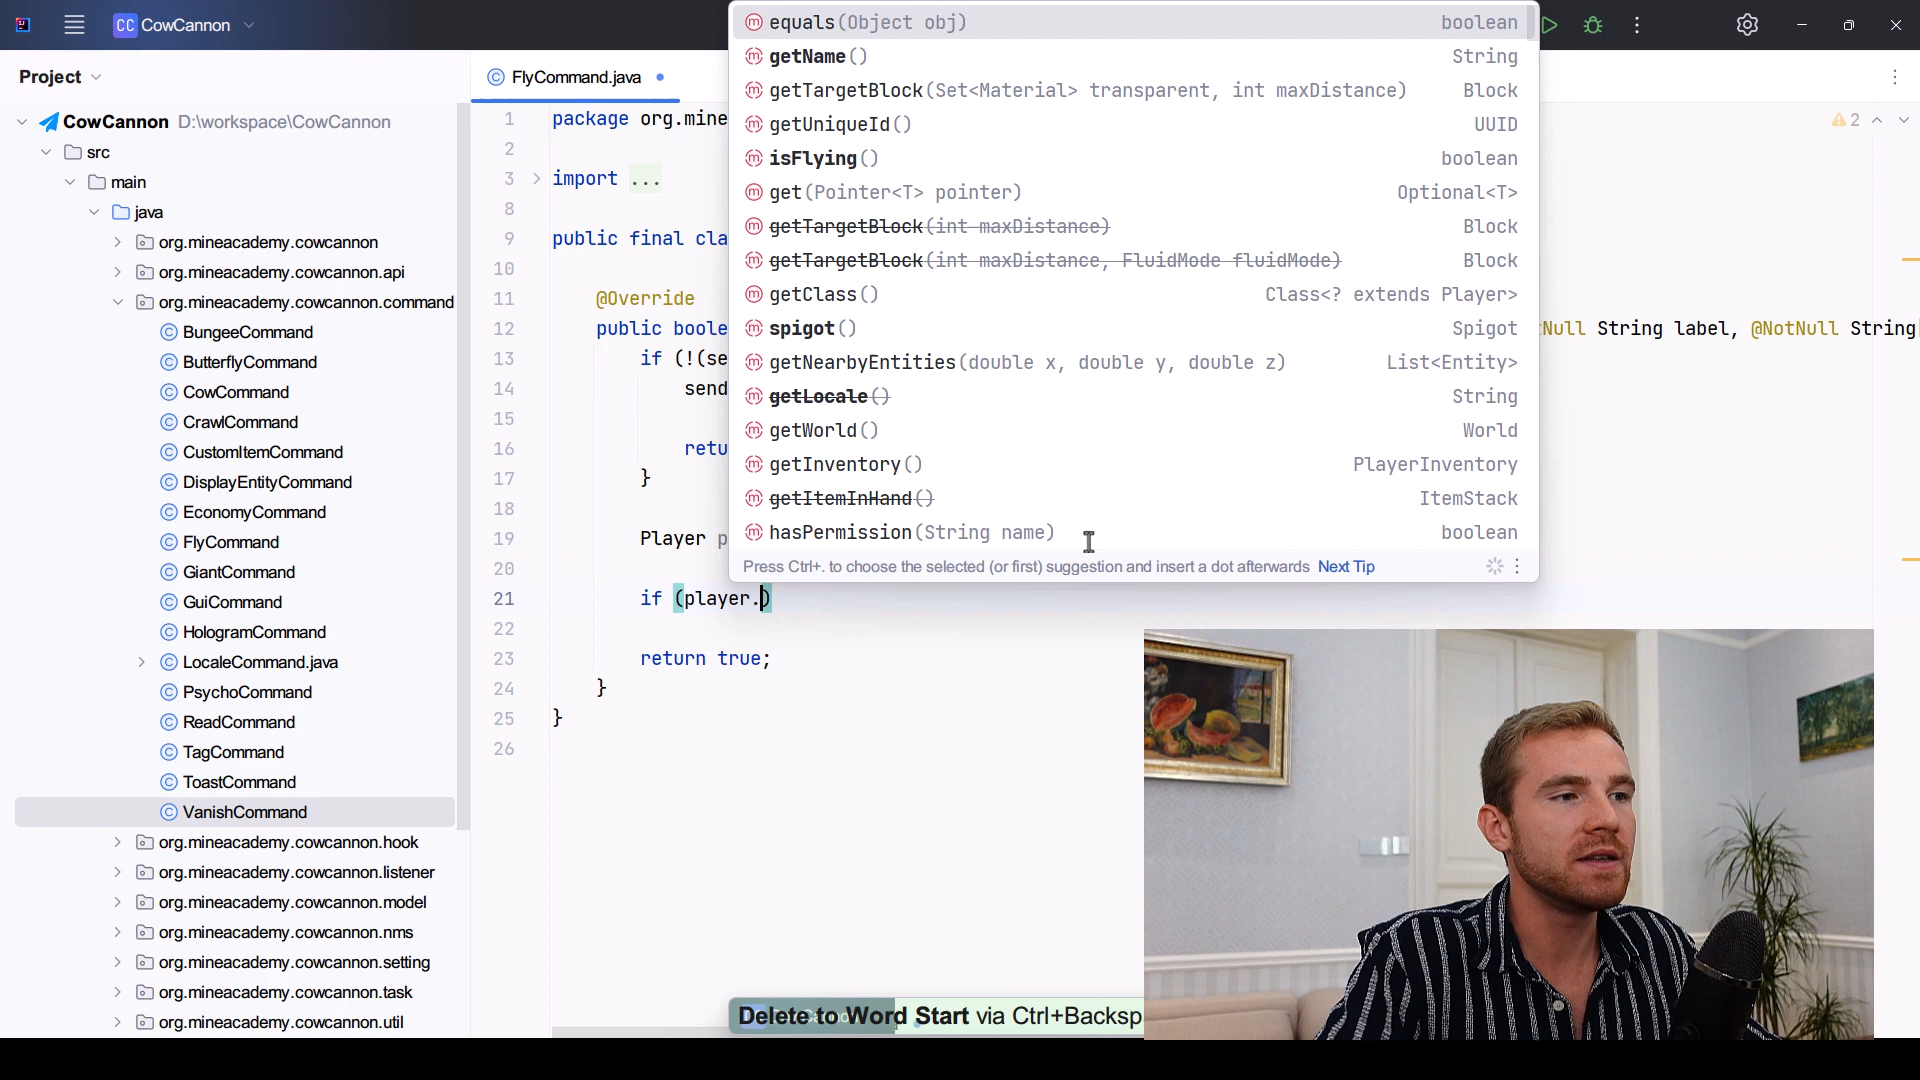 CC CowCannon
Project
CowCannon D:\workspace\CowCannon
src
main
java
org.mineacademy.cowcannon
org.mineacademy.cowcannon.api
org.mineacademy.cowcannon.command
BungeeCommand
ButterflyCommand
CowCommand
CrawlCommand
CustomItemCommand
DisplayEntityCommand
EconomyCommand
FlyCommand
GiantCommand
GuiCommand
HologramCommand
LocaleCommand.java
PsychoCommand
ReadCommand
TagCommand
ToastCommand
VanishCommand
org.mineacademy.cowcannon.hook
org.mineacademy.cowcannon.listener
org.mineacademy.cowcannon.model
org.mineacademy.cowcannon.nms
org.mineacademy.cowcannon.setting
org.mineacademy.cowcannon.task
org.mineacademy.cowcannon.util
FlyCommand.java
2
1 package org.mine
2
3 import ...
8
9 public final cla
10
11 @Override
12 public boole Null String label, @NotNull String
13 if (!(se
14 send
15
16 retu
17 }
18
19 Player p
20
21 if (player.)
22
23 return true;
24 }
25 }
26
equals(Object obj) boolean
getName() String
getTargetBlock(Set<Material> transparent, int maxDistance) Block
getUniqueId() UUID
isFlying() boolean
get(Pointer<T> pointer) Optional<T>
getTargetBlock(int maxDistance) Block
getTargetBlock(int maxDistance, FluidMode fluidMode) Block
getClass() Class<? extends Player>
spigot() Spigot
getNearbyEntities(double x, double y, double z) List<Entity>
getLocale() String
getWorld() World
getInventory() PlayerInventory
getItemInHand() ItemStack
hasPermission(String name) boolean
Press Ctrl+. to choose the selected (or first) suggestion and insert a dot afterwards Next Tip
Delete to Word Start via Ctrl+Backsp